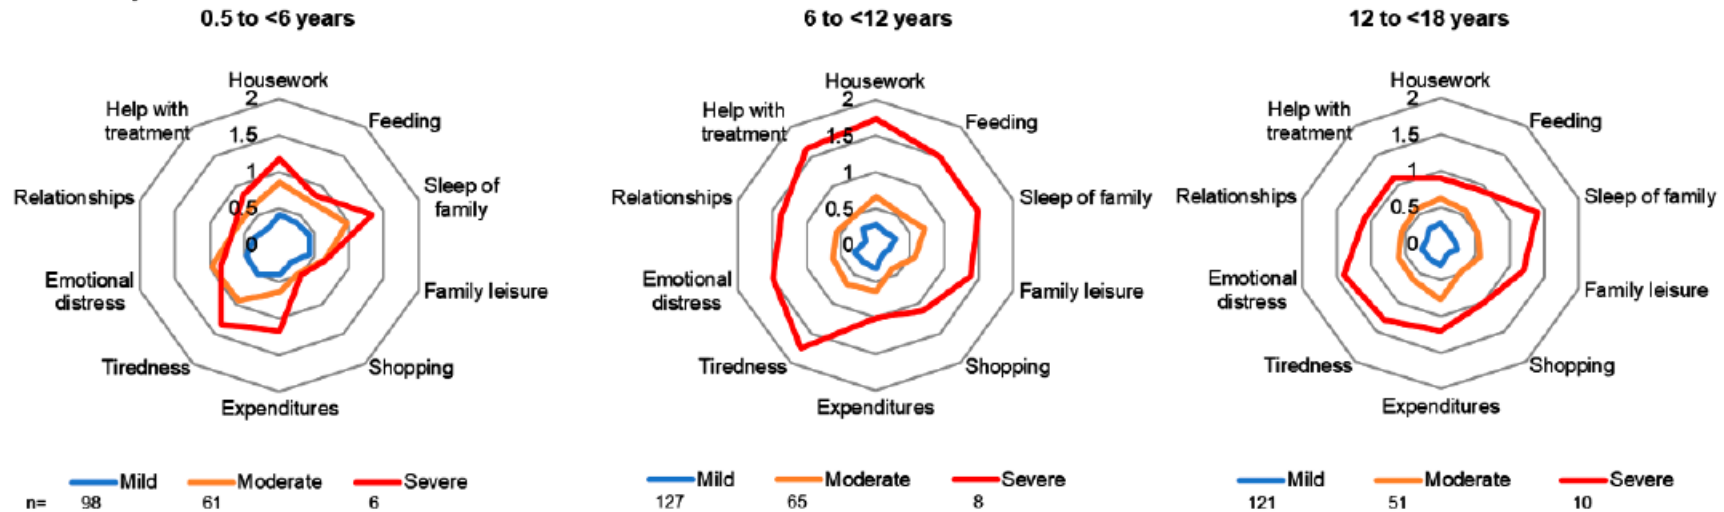 0.5 to <6 years
Housework
2
Help with
treatment
Feeding
1.5
1
Sleep of
family
Relationships
0.5
0
Emotional
distress
Family leisure
Tiredness
Shopping
Expenditures
Mild
Moderate
Severe
n= 98 61 6
6 to <12 years
Housework
2
Help with
treatment
Feeding
1.5
1
Relationships
Sleep of family
0.5
0
Emotional
distress
Family leisure
Tiredness
Shopping
Expenditures
Mild
Moderate
Severe
127 65 8
12 to <18 years
Housework
2
Help with
treatment
Feeding
1.5
1
Relationships
Sleep of family
0.5
0
Emotional
distress
Family leisure
Tiredness
Shopping
Expenditures
Mild
Moderate
Severe
121 51 10